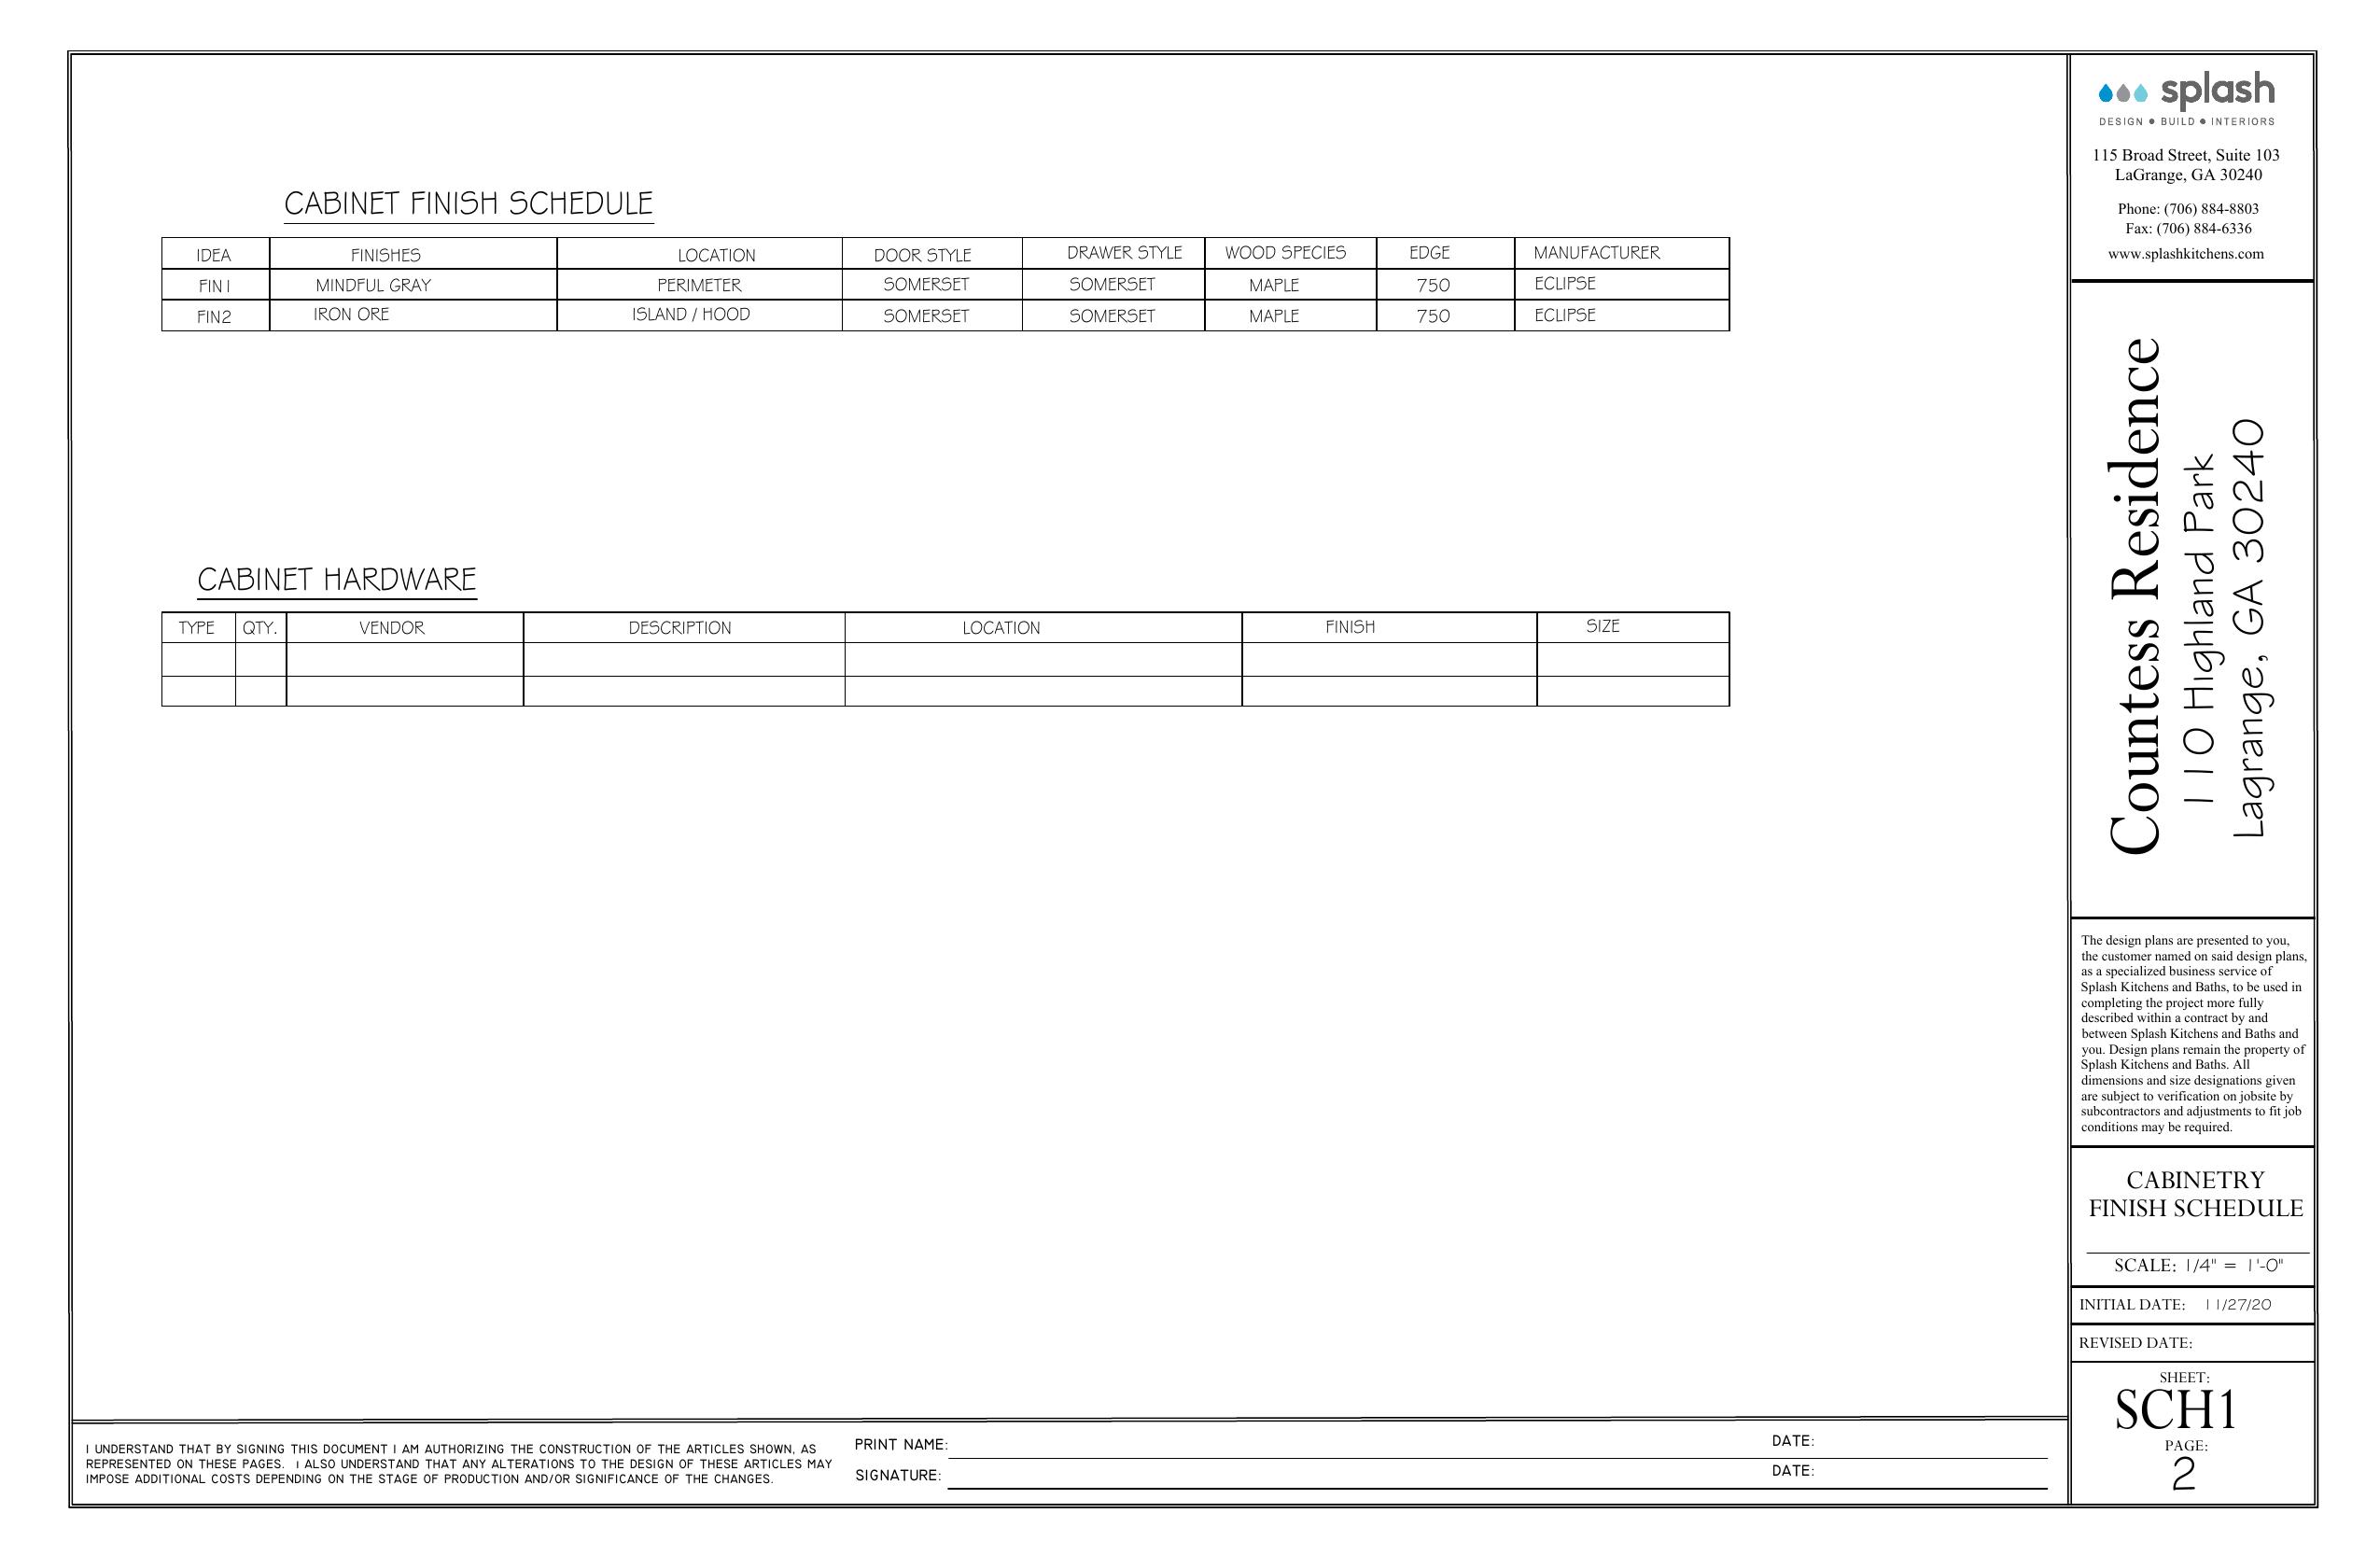 CABINET FINISH SCHEDULE
IDEA FINISHES LOCATION DOOR STYLE DRAWER STYLE WOOD SPECIES EDGE MANUFACTURER
FIN1 MINDFUL GRAY PERIMETER SOMERSET SOMERSET MAPLE 750 ECLIPSE
FIN2 IRON ORE ISLAND / HOOD SOMERSET SOMERSET MAPLE 750 ECLIPSE
CABINET HARDWARE
TYPE QTY. VENDOR DESCRIPTION LOCATION FINISH SIZE
I UNDERSTAND THAT BY SIGNING THIS DOCUMENT I AM AUTHORIZING THE CONSTRUCTION OF THE ARTICLES SHOWN, AS
REPRESENTED ON THESE PAGES. I ALSO UNDERSTAND THAT ANY ALTERATIONS TO THE DESIGN OF THESE ARTICLES MAY
IMPOSE ADDITIONAL COSTS DEPENDING ON THE STAGE OF PRODUCTION AND/OR SIGNIFICANCE OF THE CHANGES.
PRINT NAME: DATE:
SIGNATURE: DATE:
splash
DESIGN ● BUILD ● INTERIORS
115 Broad Street, Suite 103
LaGrange, GA 30240
Phone: (706) 884-8803
Fax: (706) 884-6336
www.splashkitchens.com
Countess Residence
110 Highland Park
Lagrange, GA 30240
The design plans are presented to you,
the customer named on said design plans,
as a specialized business service of
Splash Kitchens and Baths, to be used in
completing the project more fully
described within a contract by and
between Splash Kitchens and Baths and
you. Design plans remain the property of
Splash Kitchens and Baths. All
dimensions and size designations given
are subject to verification on jobsite by
subcontractors and adjustments to fit job
conditions may be required.
CABINETRY
FINISH SCHEDULE
SCALE: 1/4" = 1'-0"
INITIAL DATE: 11/27/20
REVISED DATE:
SHEET:
SCH1
PAGE:
2